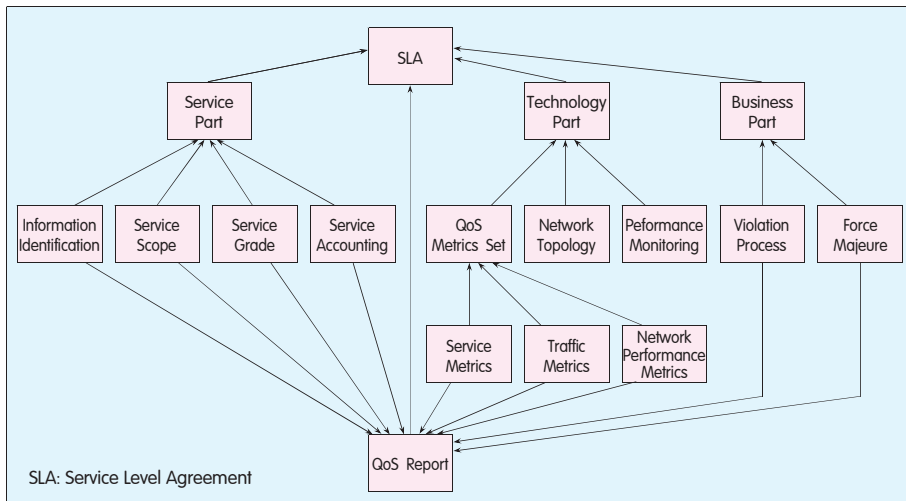 SLA
Service
Part
Technology
Part
Business
Part
Information
Identification
Service
Scope
Service
Grade
Service
Accounting
QoS
Metrics Set
Network
Topology
Peformance
Monitoring
Violation
Process
Force
Majeure
Service
Metrics
Traffic
Metrics
Network
Performance
Metrics
QoS Report
SLA: Service Level Agreement